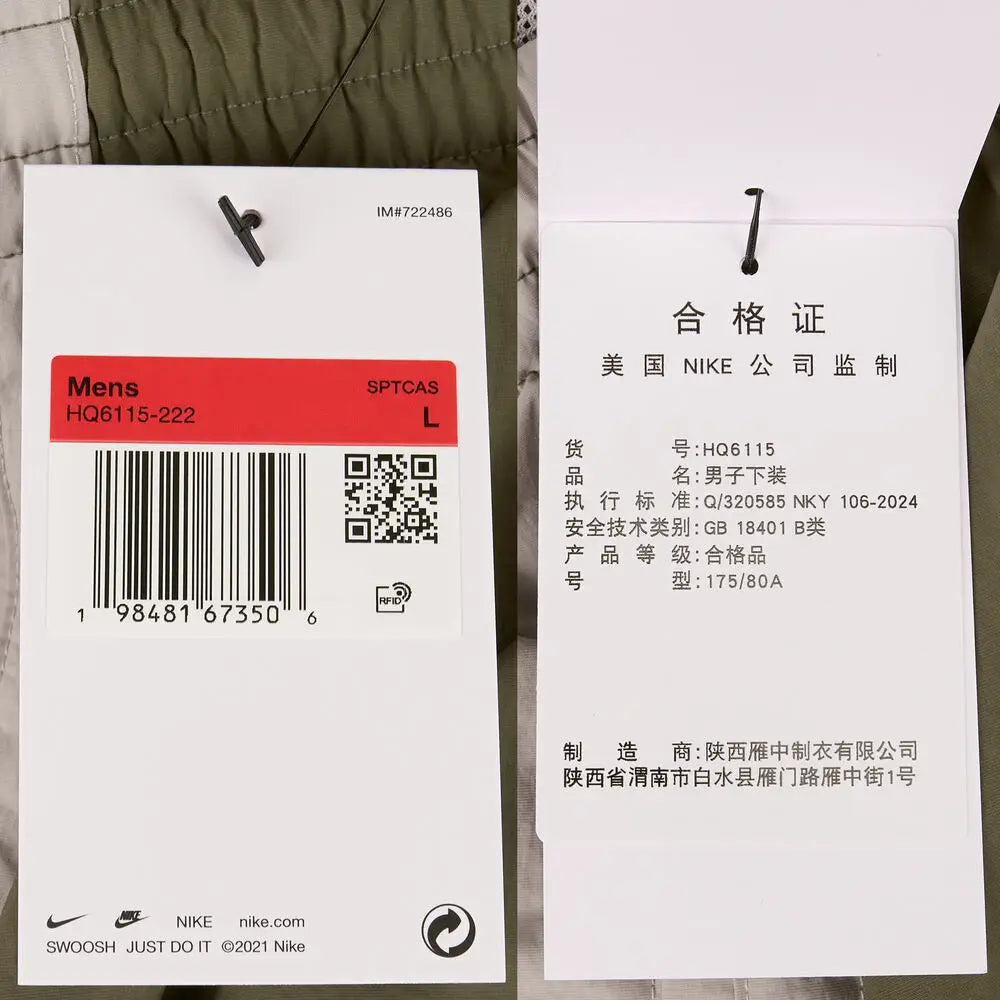 IM#722486
Mens SPTCAS
HQ6115-222 L
1 98481 67350 6
RFID
NIKE nike.com
SWOOSH JUST DO IT ©2021 Nike
合格证
美国 NIKE 公司监制
货号:HQ6115
品名:男子下装
执行标准:Q/320585 NKY 106-2024
安全技术类别:GB 18401 B类
产品等级:合格品
号型:175/80A
制造商:陕西雁中制衣有限公司
陕西省渭南市白水县雁门路雁中街1号